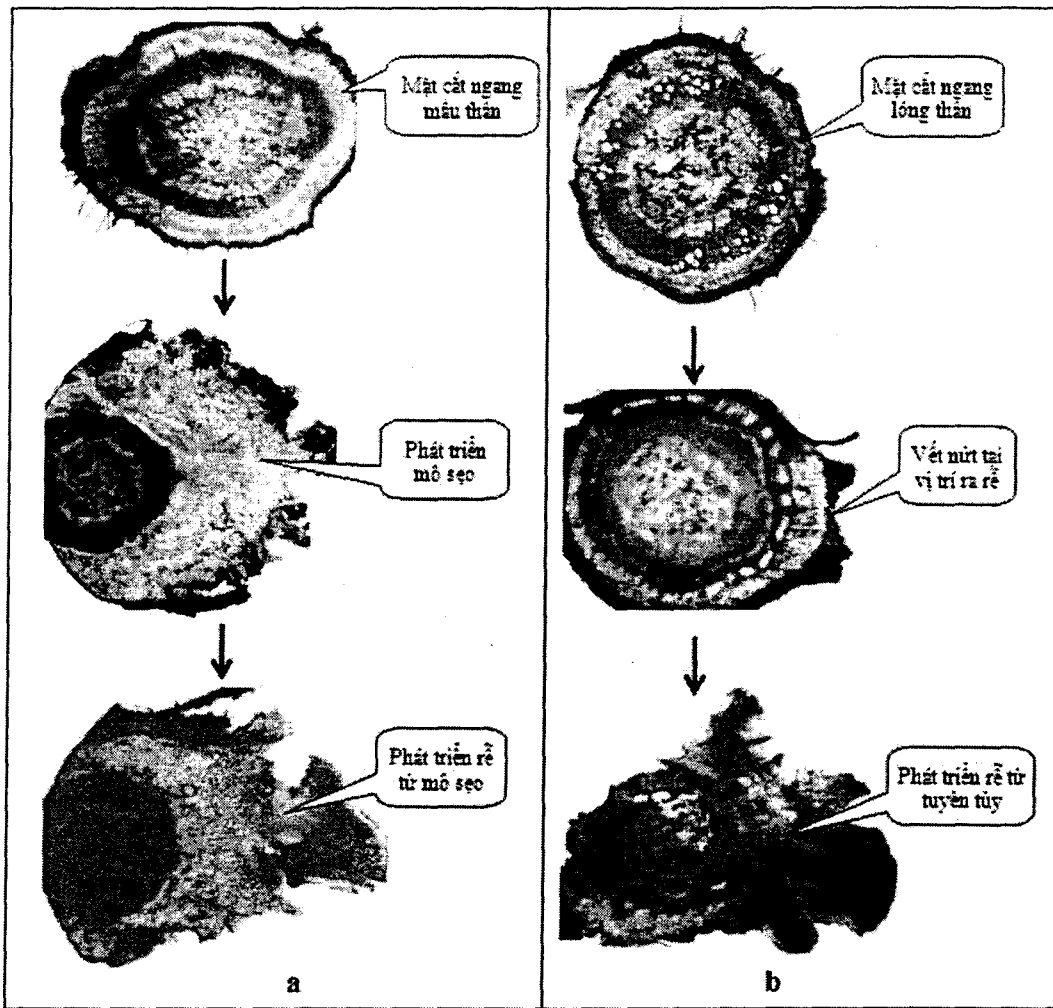 Mặt cắt ngang
mấu thân
Phát triển
mô sẹo
Phát triển rễ
từ mô sẹo
a
Mặt cắt ngang
lóng thân
Vết nứt tại
vị trí ra rễ
Phát triển rễ từ
tuyên tủy
b